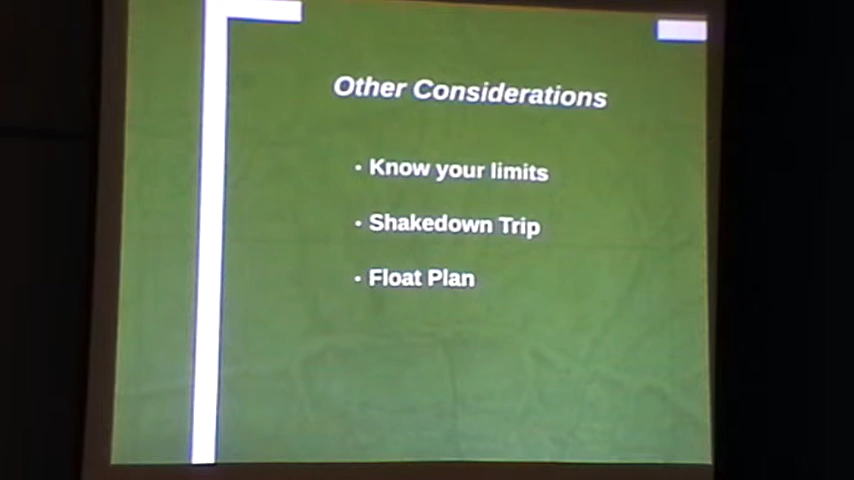 Other Considerations
• Know your limits
• Shakedown Trip
• Float Plan